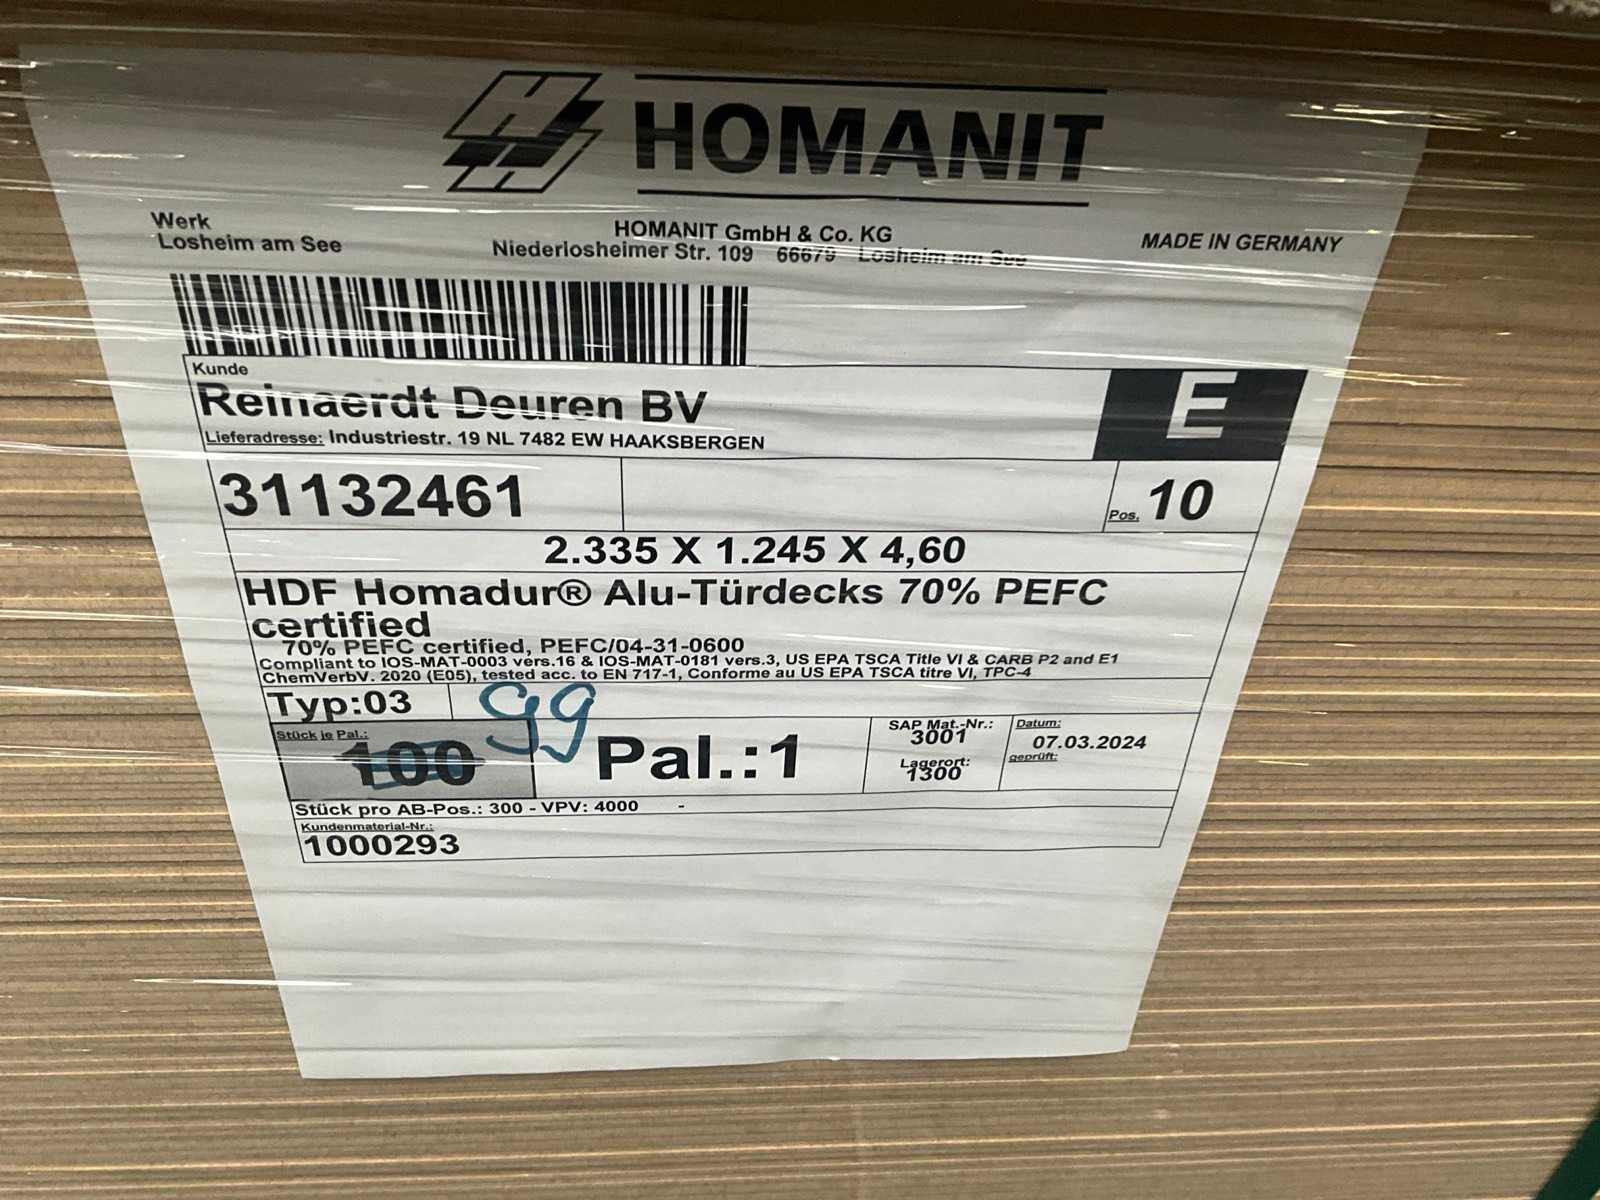 HOMANIT
Werk
Losheim am See
HOMANIT GmbH & Co. KG
Niederlosheimer Str. 109 66679 Losheim am See
MADE IN GERMANY
Kunde
Reinaerdt Deuren BV
Lieferadresse: Industriestr. 19 NL 7482 EW HAAKSBERGEN
E
31132461
Pos. 10
2.335 X 1.245 X 4,60
HDF Homadur® Alu-Türdecks 70% PEFC
certified
70% PEFC certified, PEFC/04-31-0600
Compliant to IOS-MAT-0003 vers.16 & IOS-MAT-0181 vers.3, US EPA TSCA Title VI & CARB P2 and E1
ChemVerbV. 2020 (E05), tested acc. to EN 717-1, Conforme au US EPA TSCA titre VI, TPC-4
Typ:03
99
Stück je Pal.:
100
Pal.:1
SAP Mat.-Nr.:
3001
Lagerort:
1300
Datum:
07.03.2024
geprüft:
Stück pro AB-Pos.: 300 - VPV: 4000 -
Kundenmaterial-Nr.:
1000293